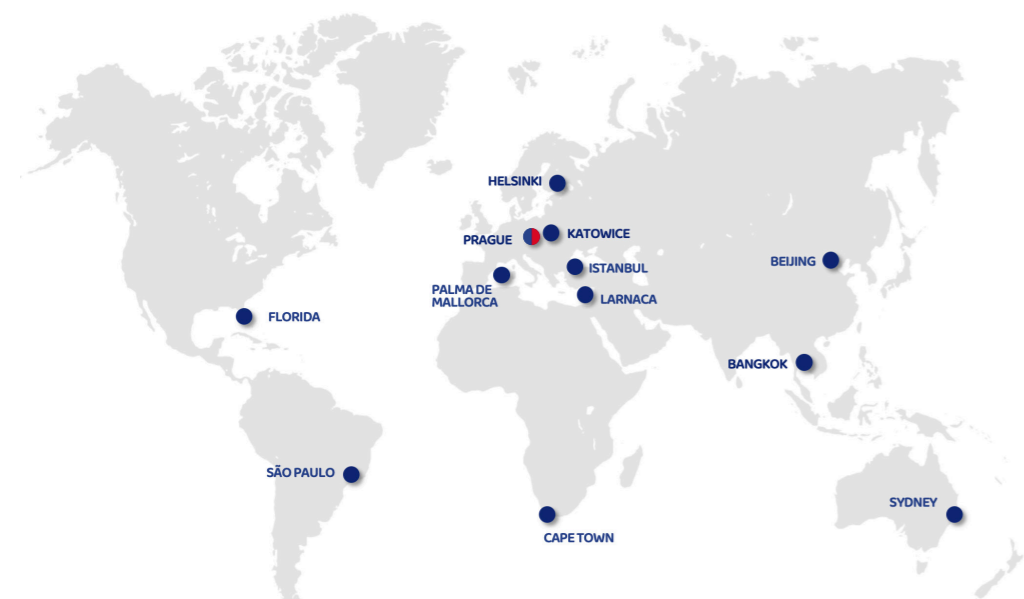 HELSINKI
PRAGUE
KATOWICE
BEIJING
ISTANBUL
PALMA DE
MALLORCA
LARNACA
FLORIDA
BANGKOK
SÃO PAULO
SYDNEY
CAPE TOWN